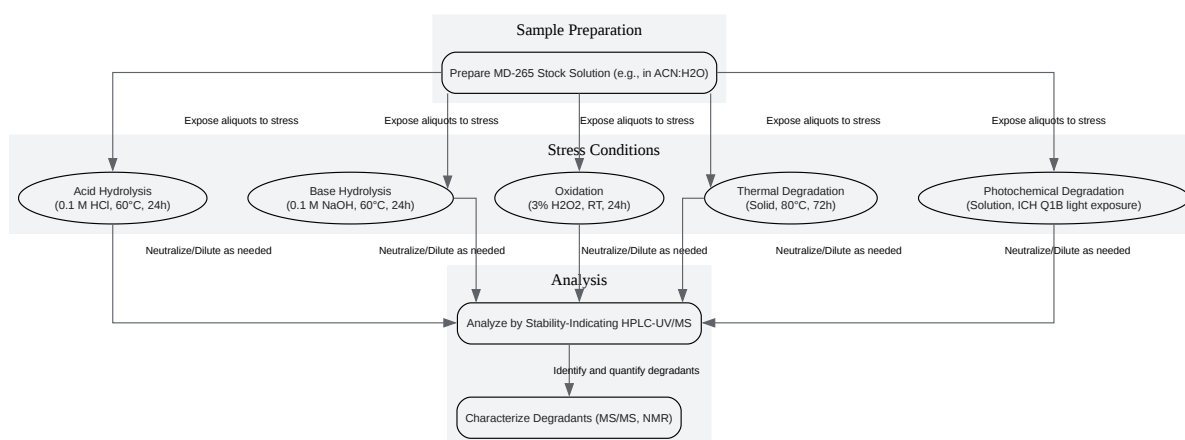 Sample Preparation
Prepare MD-265 Stock Solution (e.g., in ACN:H2O)
Expose aliquots to stress
Expose aliquots to stress
Expose aliquots to stress
Expose aliquots to stress
Expose aliquots to stress
Stress Conditions
Acid Hydrolysis
(0.1 M HCl, 60°C, 24h)
Base Hydrolysis
(0.1 M NaOH, 60°C, 24h)
Oxidation
(3% H2O2, RT, 24h)
Thermal Degradation
(Solid, 80°C, 72h)
Photochemical Degradation
(Solution, ICH Q1B light exposure)
Neutralize/Dilute as needed
Neutralize/Dilute as needed
Neutralize/Dilute as needed
Neutralize/Dilute as needed
Neutralize/Dilute as needed
Analysis
Analyze by Stability-Indicating HPLC-UV/MS
Identify and quantify degradants
Characterize Degradants (MS/MS, NMR)